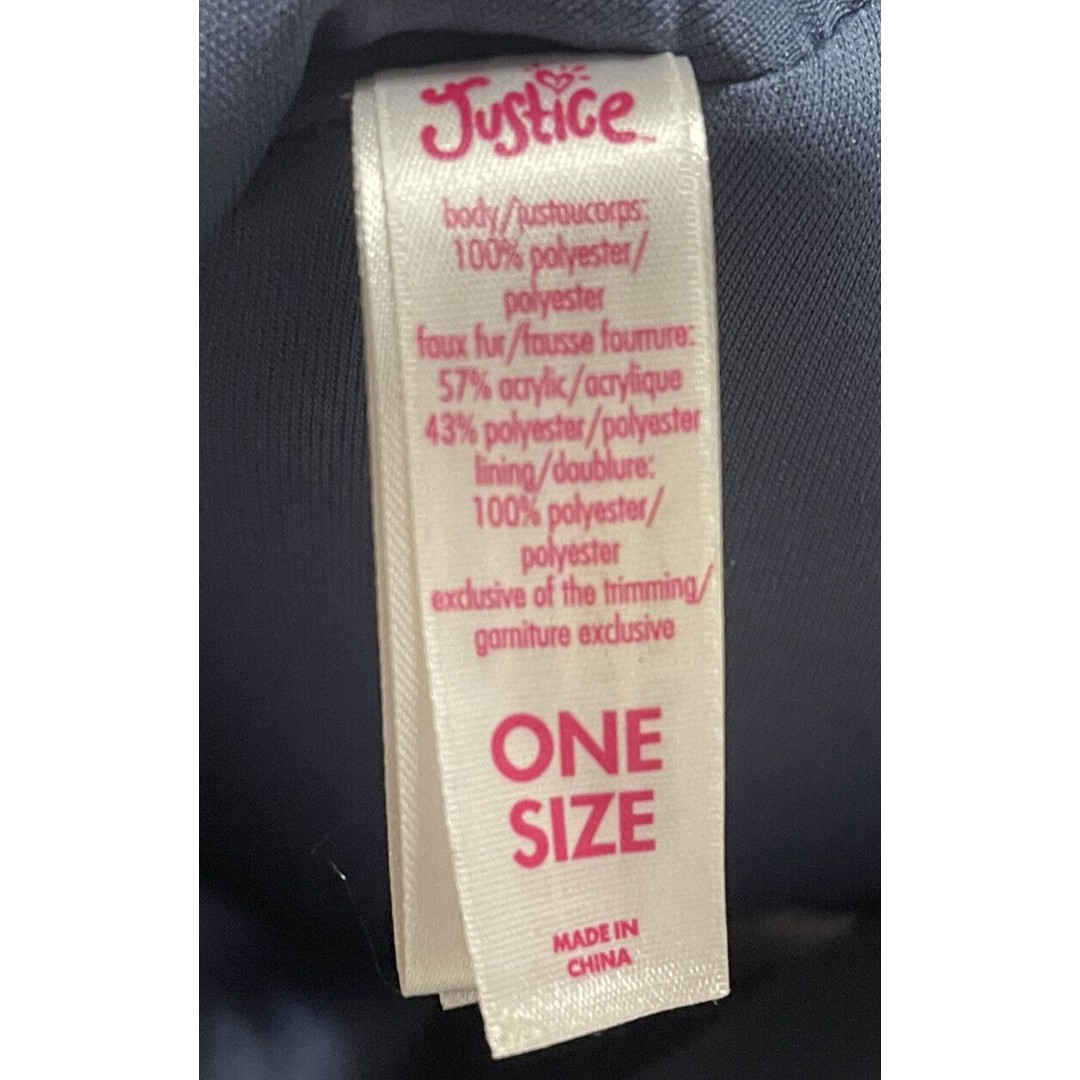 Justice™
body/justaucorps:
100% polyester/
polyester
faux fur/fausse fourrure:
57% acrylic/acrylique
43% polyester/polyester
lining/doublure:
100% polyester/
polyester
exclusive of the trimming/
garniture exclusive
ONE
SIZE
MADE IN
CHINA